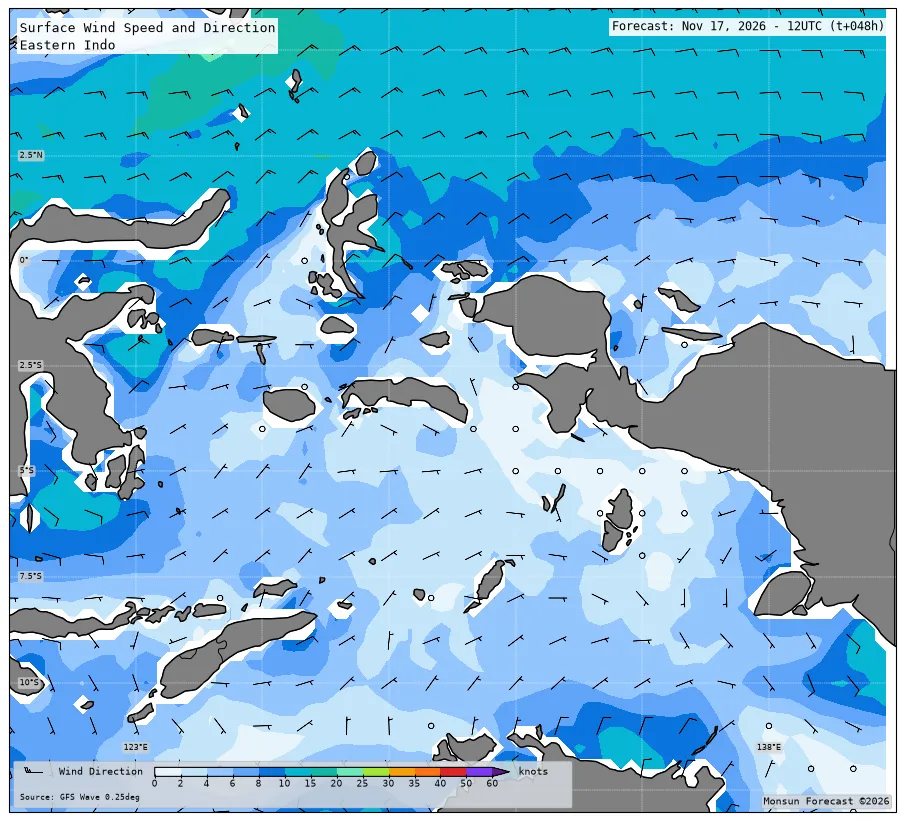 Surface Wind Speed and Direction
Eastern Indo
Forecast: Nov 17, 2026 - 12UTC (t+048h)
2.5°N
0°
2.5°S
5°S
7.5°S
10°S
123°E
138°E
Wind Direction
0 2 4 6 8 10 15 20 25 30 35 40 50 60
knots
Source: GFS Wave 0.25deg
Monsun Forecast ©2026